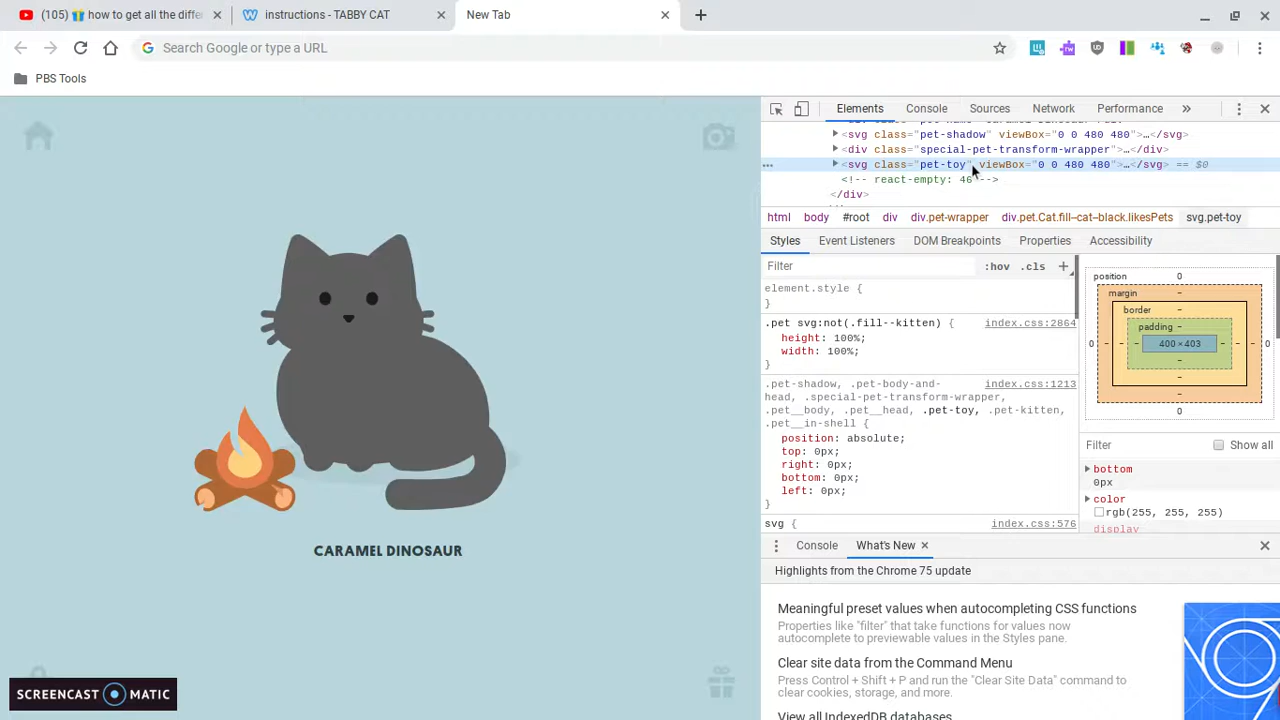 (105) 🎁 how to get all the differe
instructions - TABBY CAT
New Tab
Search Google or type a URL
PBS Tools
Elements Console Sources Network Performance »
▶<svg class="pet-shadow" viewBox="0 0 480 480">…</svg>
▶<div class="special-pet-transform-wrapper">…</div>
▶<svg class="pet-toy" viewBox="0 0 480 480">…</svg> == $0
<!-- react-empty: 46 -->
</div>
html body #root div div.pet-wrapper div.pet.Cat.fill--cat--black.likesPets svg.pet-toy
Styles Event Listeners DOM Breakpoints Properties Accessibility
Filter :hov .cls +
element.style {
}
.pet svg:not(.fill--kitten) { index.css:2864
height: 100%;
width: 100%;
}
.pet-shadow, .pet-body-and- index.css:1213
head, .special-pet-transform-wrapper,
.pet__body, .pet__head, .pet-toy, .pet-kitten,
.pet__in-shell {
position: absolute;
top: 0px;
right: 0px;
bottom: 0px;
left: 0px;
}
svg { index.css:576
position 0
margin -
border -
padding -
0 - - - 400 × 403 - - - 0
-
-
-
0
Filter Show all
bottom
0px
color
rgb(255, 255, 255)
display
CARAMEL DINOSAUR
Console What's New ×
Highlights from the Chrome 75 update
Meaningful preset values when autocompleting CSS functions
Properties like "filter" that take functions for values now
autocomplete to previewable values in the Styles pane.
Clear site data from the Command Menu
Press Control + Shift + P and run the "Clear Site Data" command to
clear cookies, storage, and more.
View all IndexedDB databases
SCREENCAST MATIC